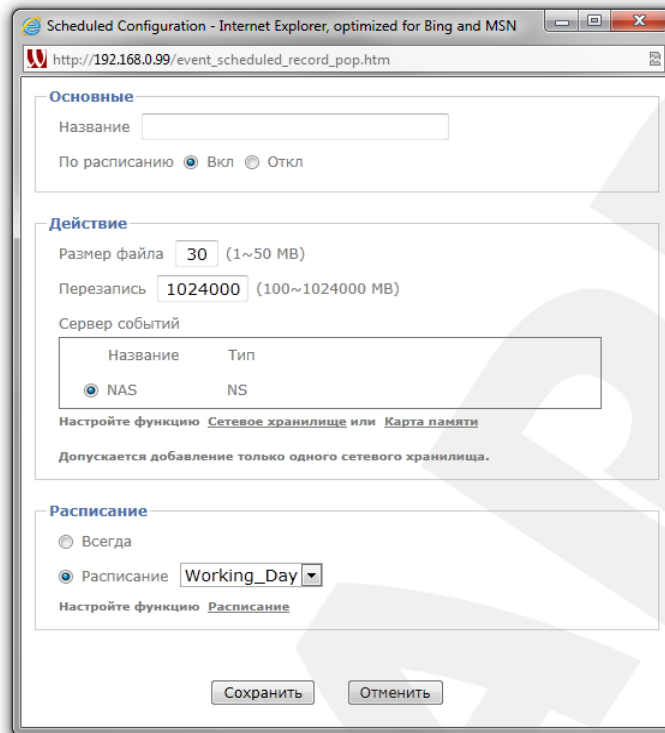 Scheduled Configuration - Internet Explorer, optimized for Bing and MSN
http://192.168.0.99/event_scheduled_record_pop.htm
Основные
Название
По расписанию Вкл Откл
Действие
Размер файла 30 (1~50 MB)
Перезапись 1024000 (100~1024000 MB)
Сервер событий
Название Тип
NAS NS
Настройте функцию Сетевое хранилище или Карта памяти
Допускается добавление только одного сетевого хранилища.
Расписание
Всегда
Расписание Working_Day
Настройте функцию Расписание
Сохранить Отменить